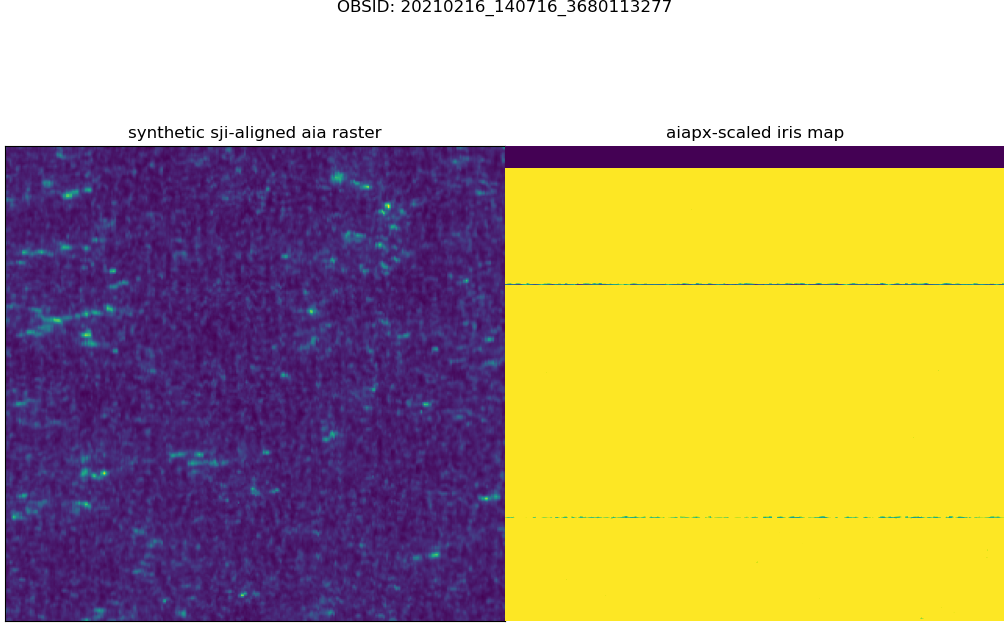 OBSID: 20210216_140716_3680113277
synthetic sji-aligned aia raster
aiapx-scaled iris map